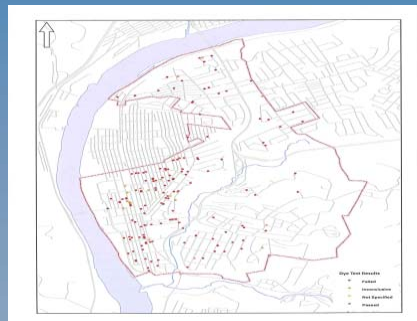 Dye Test Results
Failed
Inconclusive
Not Specified
Passed